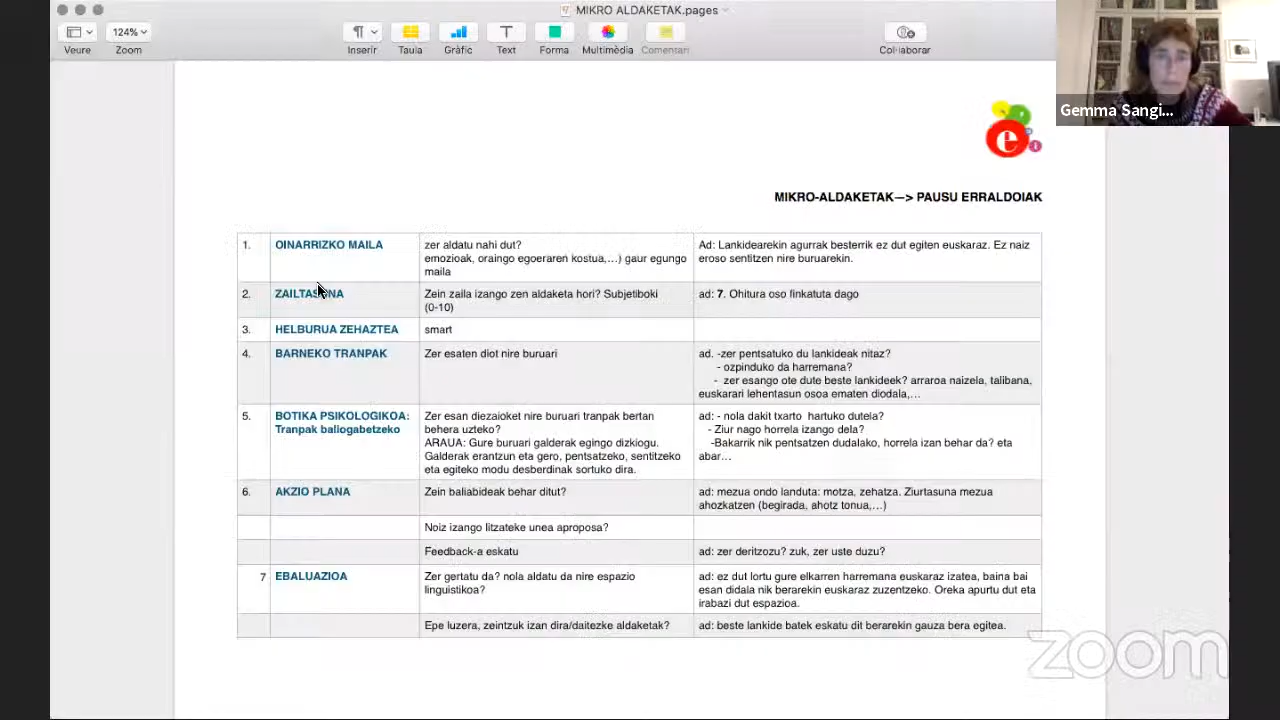 MIKRO ALDAKETAK.pages
124%
Veure
Zoom
Inserir
Taula
Gràfic
Text
Forma
Multimèdia
Comentari
Col·laborar
Gemma Sangi...
e
MIKRO-ALDAKETAK—> PAUSU ERRALDOIAK
1.
OINARRIZKO MAILA
zer aldatu nahi dut?
emozioak, oraingo egoeraren kostua,...) gaur egungo
maila
Ad: Lankidearekin agurrak besterrik ez dut egiten euskaraz. Ez naiz
eroso sentitzen nire buruarekin.
2.
ZAILTASUNA
Zein zaila izango zen aldaketa hori? Subjetiboki
(0-10)
ad: 7. Ohitura oso finkatuta dago
3.
HELBURUA ZEHAZTEA
smart
4.
BARNEKO TRANPAK
Zer esaten diot nire buruari
ad. -zer pentsatuko du lankideak nitaz?
- ozpinduko da harremana?
- zer esango ote dute beste lankideek? arraroa naizela, talibana,
euskarari lehentasun osoa ematen diodala,...
5.
BOTIKA PSIKOLOGIKOA:
Tranpak baliogabetzeko
Zer esan diezaioket nire buruari tranpak bertan
behera uzteko?
ARAUA: Gure buruari galderak egingo dizkiogu.
Galderak erantzun eta gero, pentsatzeko, sentitzeko
eta egiteko modu desberdinak sortuko dira.
ad: - nola dakit txarto hartuko dutela?
- Ziur nago horrela izango dela?
-Bakarrik nik pentsatzen dudalako, horrela izan behar da? eta
abar...
6.
AKZIO PLANA
Zein baliabideak behar ditut?
ad: mezua ondo landuta: motza, zehatza. Ziurtasuna mezua
ahozkatzen (begirada, ahotz tonua,...)
Noiz izango litzateke unea aproposa?
Feedback-a eskatu
ad: zer deritzozu? zuk, zer uste duzu?
7
EBALUAZIOA
Zer gertatu da? nola aldatu da nire espazio
linguistikoa?
ad: ez dut lortu gure elkarren harremana euskaraz izatea, baina bai
esan didala nik berarekin euskaraz zuzentzeko. Oreka apurtu dut eta
irabazi dut espazioa.
Epe luzera, zeintzuk izan dira/daitezke aldaketak?
ad: beste lankide batek eskatu dit berarekin gauza bera egitea.
zoom